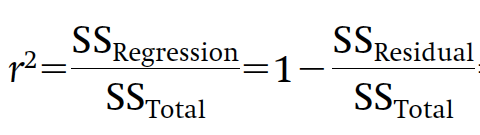 r² = SS_Regression / SS_Total = 1 − SS_Residual / SS_Total